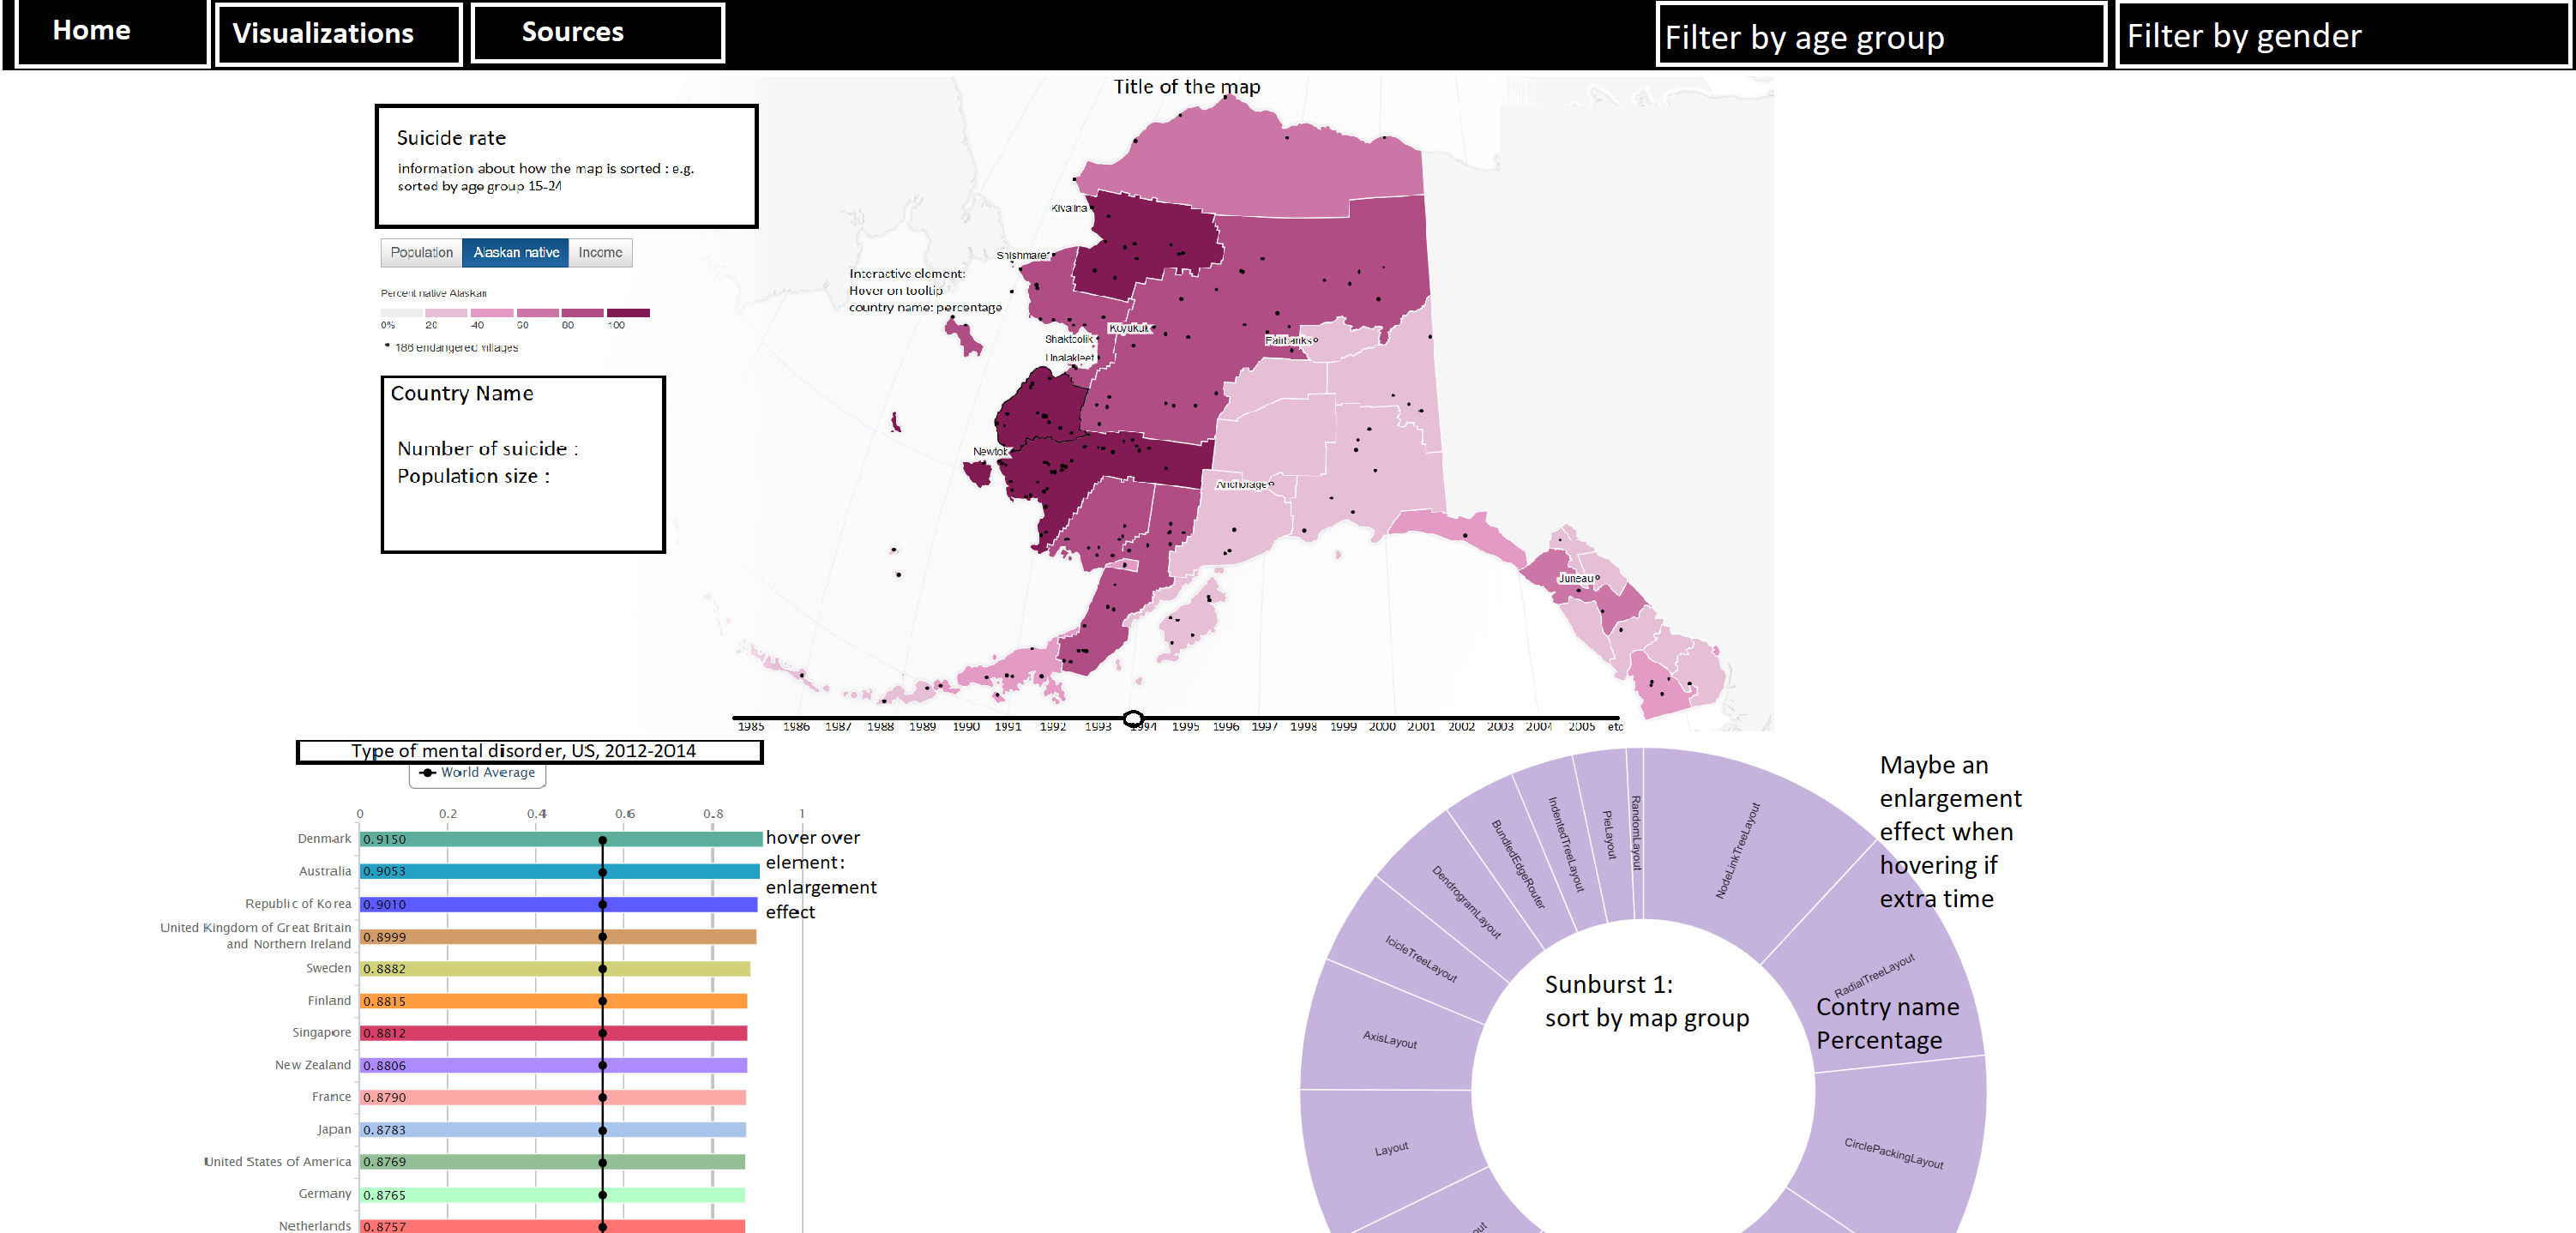 Home
Visualizations
Sources
Filter by age group
Filter by gender
Title of the map
Suicide rate
information about how the map is sorted : e.g.
sorted by age group 15-24
Population
Alaskan native
Income
Percent native Alaskan
0% 20 40 60 80 100
186 endangered villages
Country Name
Number of suicide :
Population size :
Interactive element:
Hover on tooltip
country name: percentage
Kivalina
Shishmaref
Koyukuk
Shaktoolik
Unalakleet
Fairbanks
Newtok
Anchorage
Juneau
1985 1986 1987 1988 1989 1990 1991 1992 1993 1994 1995 1996 1997 1998 1999 2000 2001 2002 2003 2004 2005 etc
Type of mental disorder, US, 2012-2014
World Average
0 0.2 0.4 0.6 0.8 1
Denmark 0.9150
Australia 0.9053
Republic of Korea 0.9010
United Kingdom of Great Britain
and Northern Ireland 0.8999
Sweden 0.8882
Finland 0.8815
Singapore 0.8812
New Zealand 0.8806
France 0.8790
Japan 0.8783
United States of America 0.8769
Germany 0.8765
Netherlands 0.8757
hover over
element:
enlargement
effect
Maybe an
enlargement
effect when
hovering if
extra time
Sunburst 1:
sort by map group
Contry name
Percentage
NodeLinkTreeLayout
RadialTreeLayout
CirclePackingLayout
RandomLayout
PieLayout
IndentedTreeLayout
BundledEdgeRouter
DendrogramLayout
IcicleTreeLayout
AxisLayout
Layout